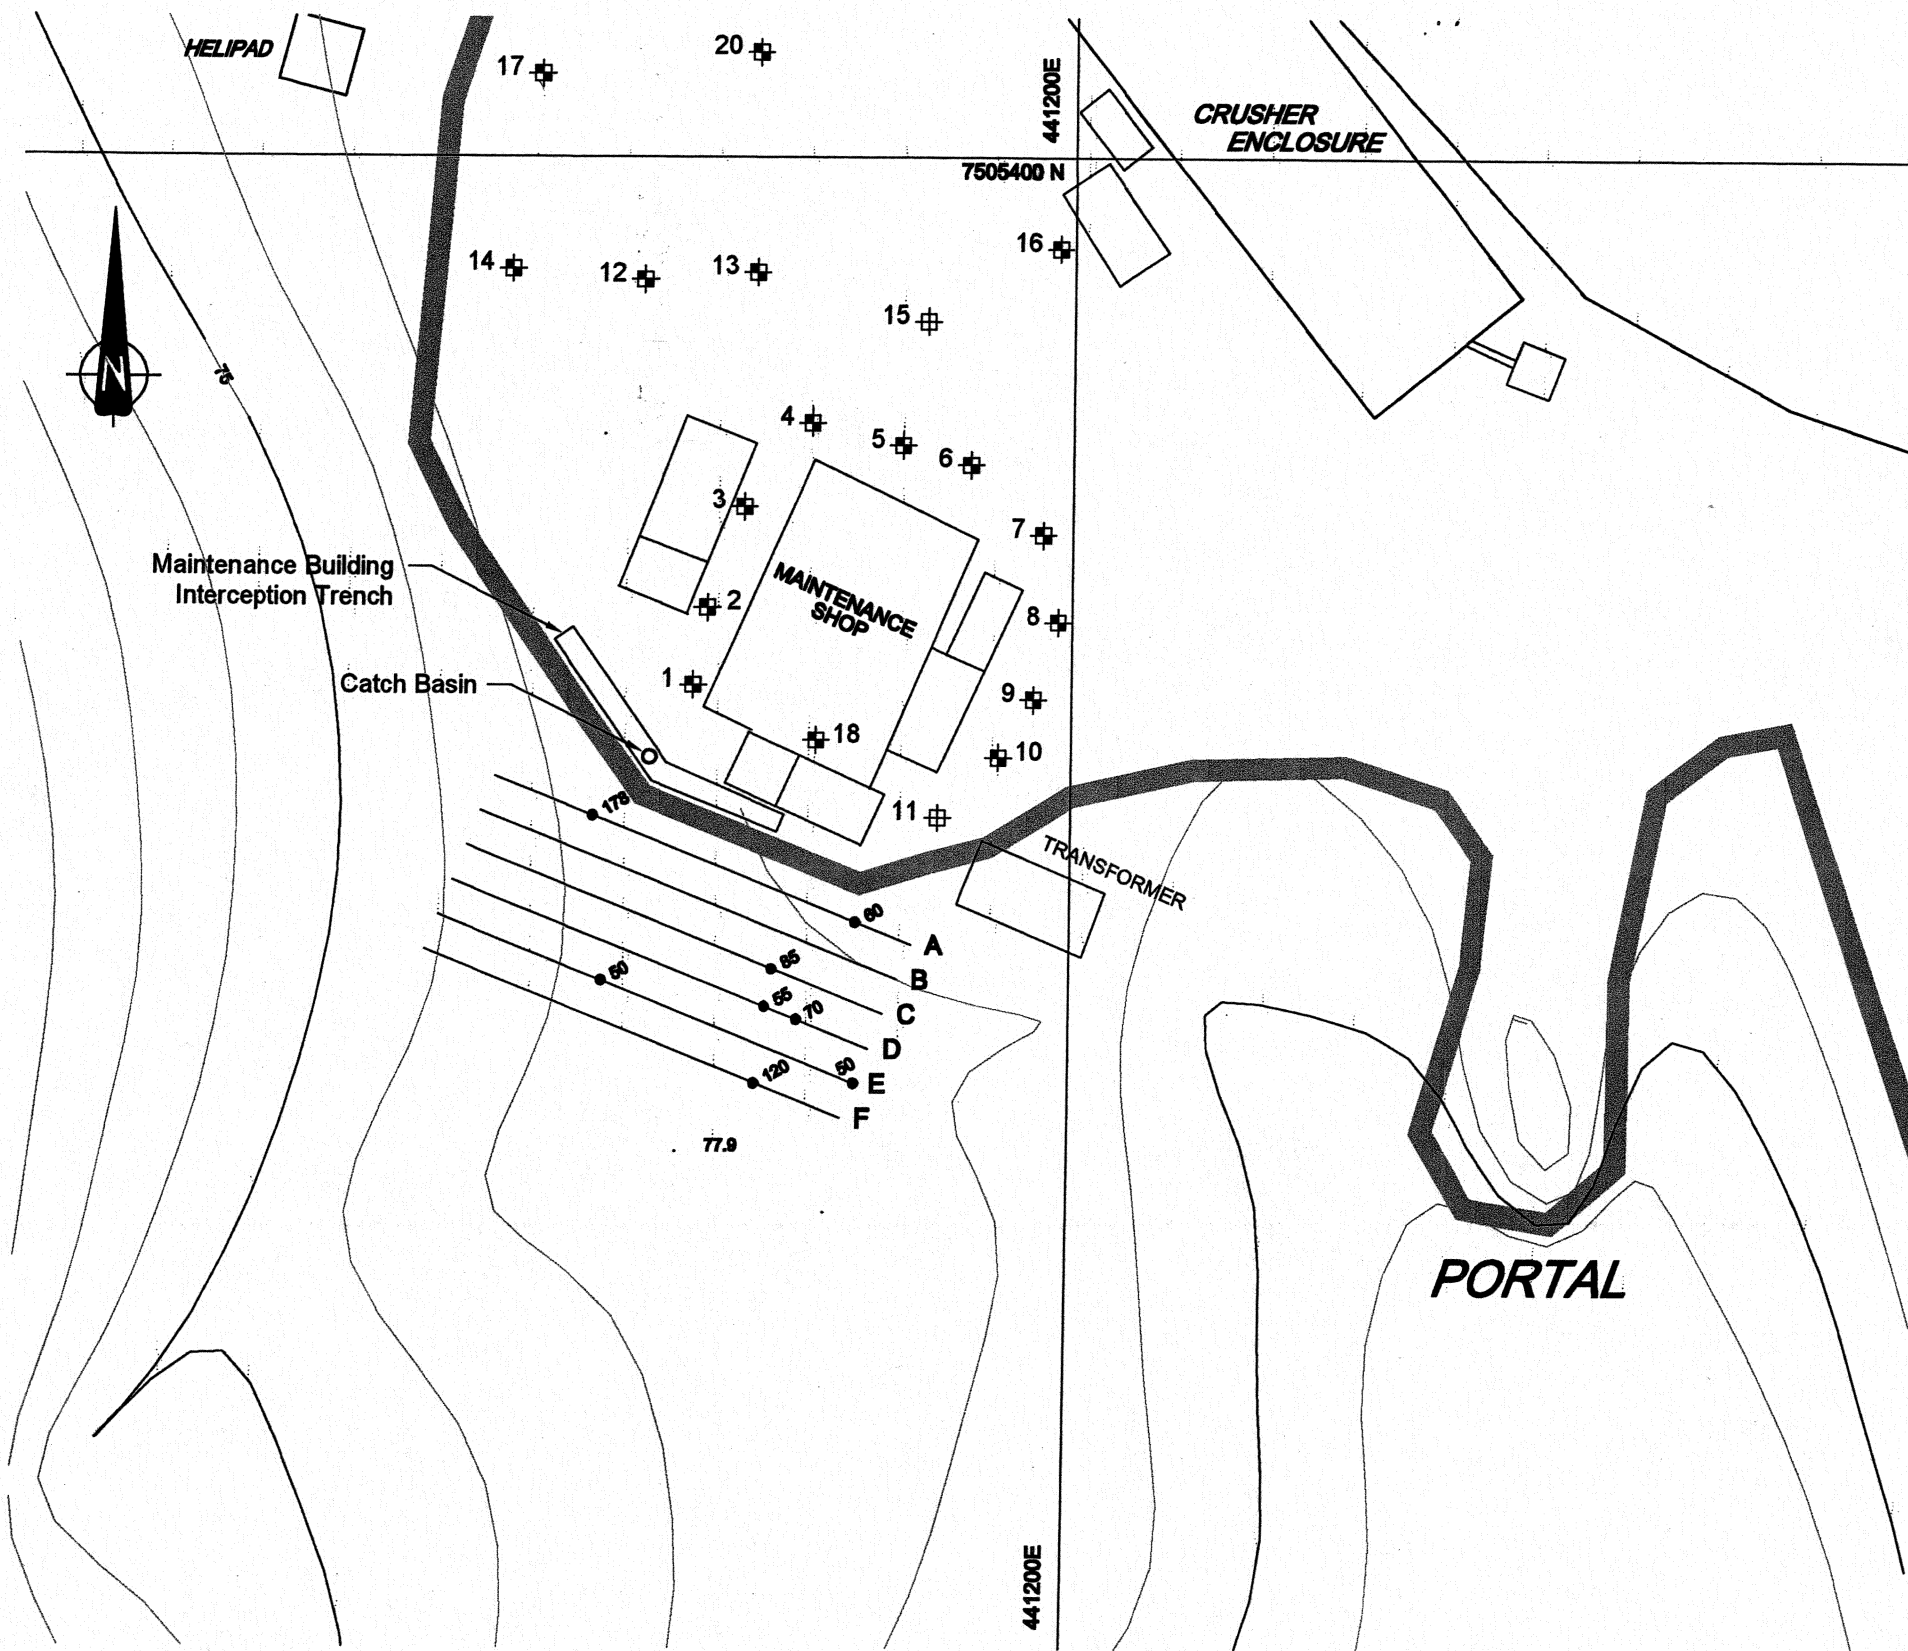 HELIPAD
17
20
441200E
CRUSHER
ENCLOSURE
7505400 N
16
14
12
13
15
N
75
4
5
6
3
7
Maintenance Building
Interception Trench
MAINTENANCE
SHOP
2
8
Catch Basin
1
9
18
10
178
11
TRANSFORMER
60
A
85
B
50
55
70
C
D
120
50
E
F
77.9
PORTAL
441200E